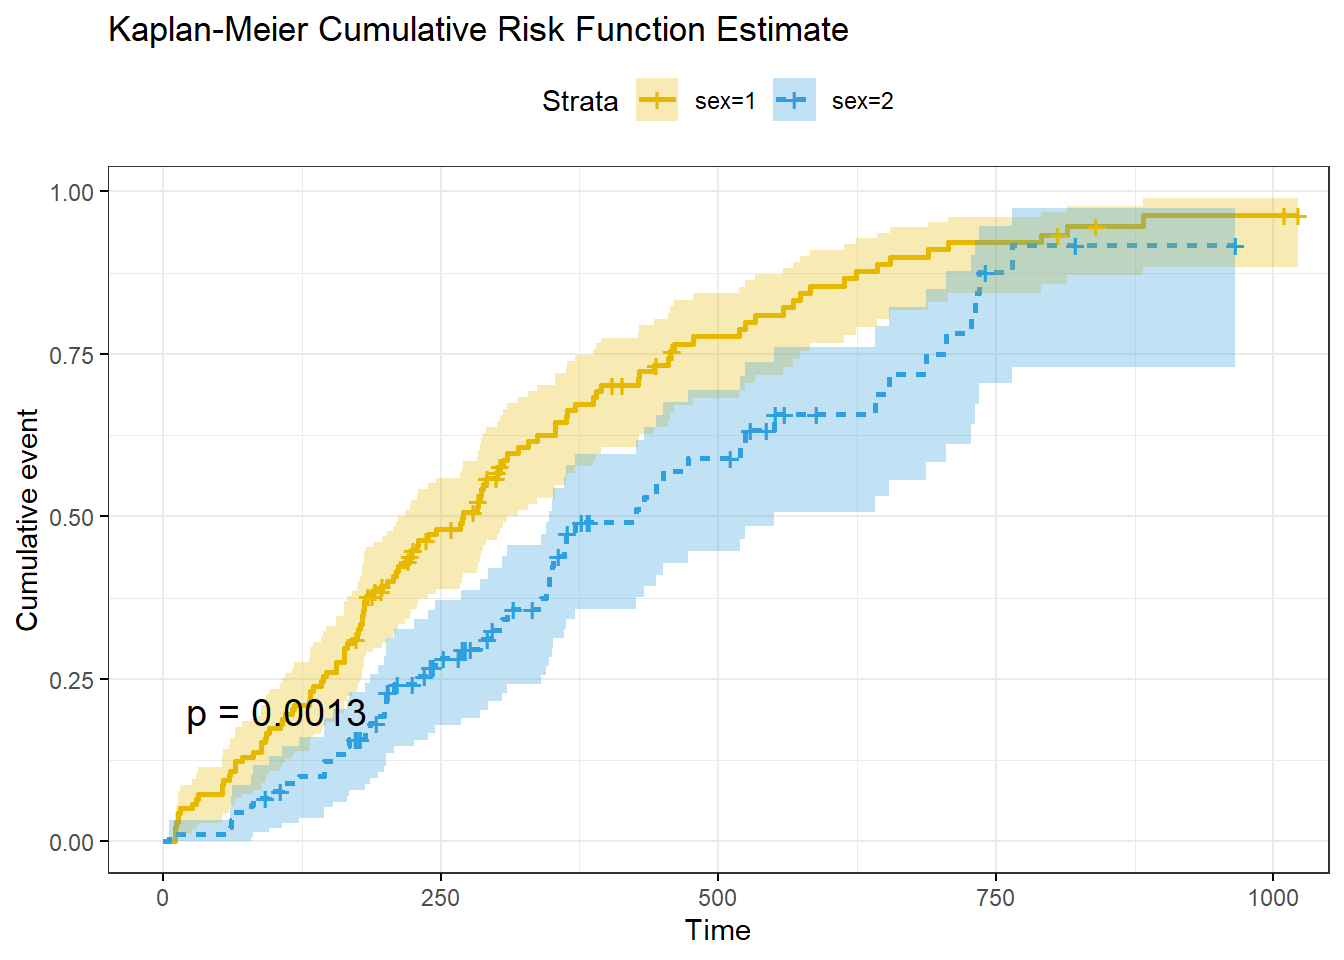 Kaplan-Meier Cumulative Risk Function Estimate
Strata sex=1 sex=2
Cumulative event
1.00
0.75
0.50
0.25
0.00
p = 0.0013
0 250 500 750 1000
Time